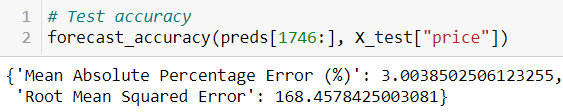 1 # Test accuracy
2 forecast_accuracy(preds[1746:], X_test["price"])
{'Mean Absolute Percentage Error (%)': 3.0038502506123255,
'Root Mean Squared Error': 168.4578425003081}